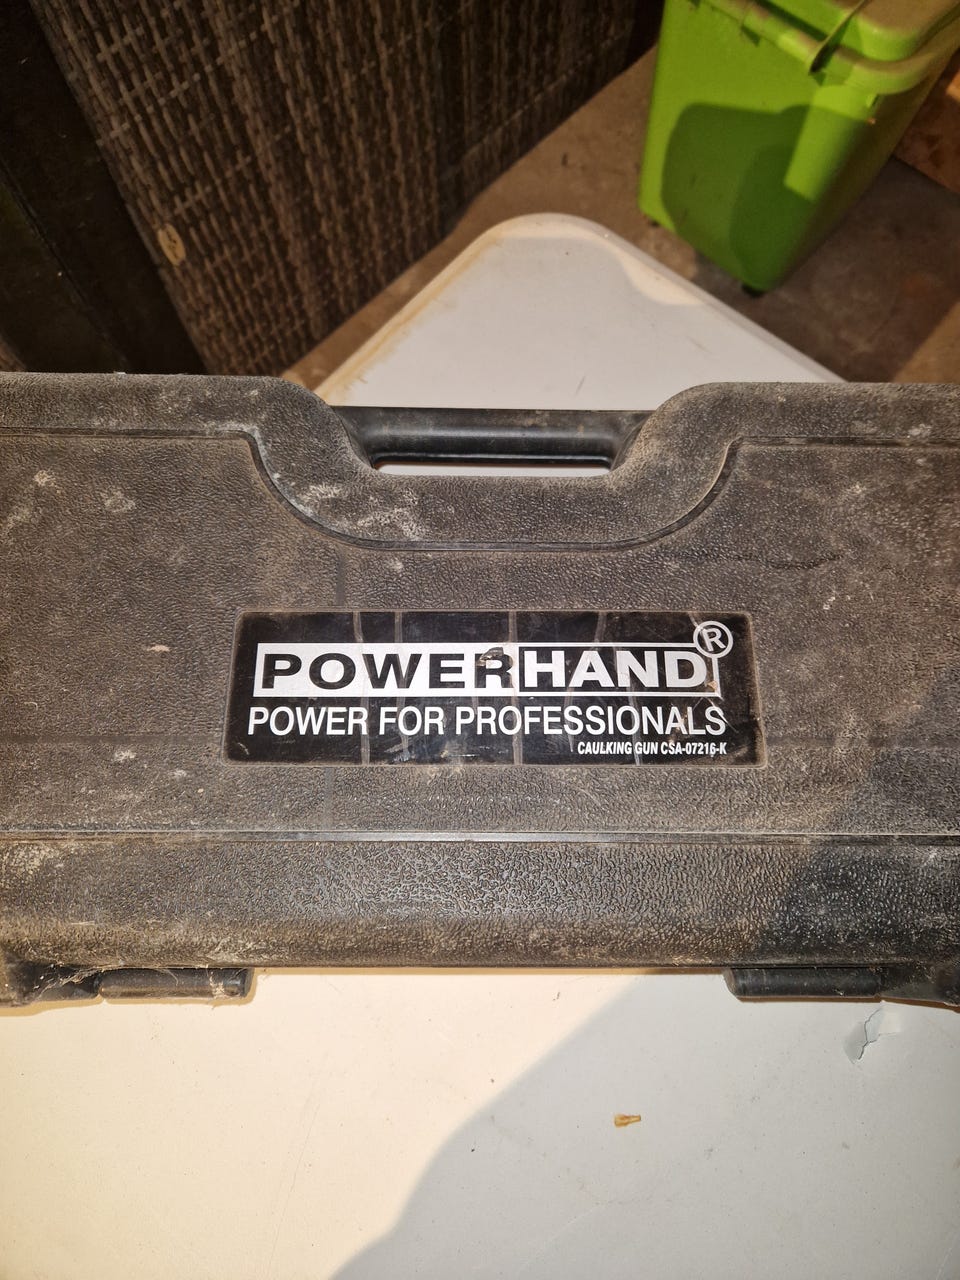 POWERHAND®
POWER FOR PROFESSIONALS
CAULKING GUN CSA-07216-K